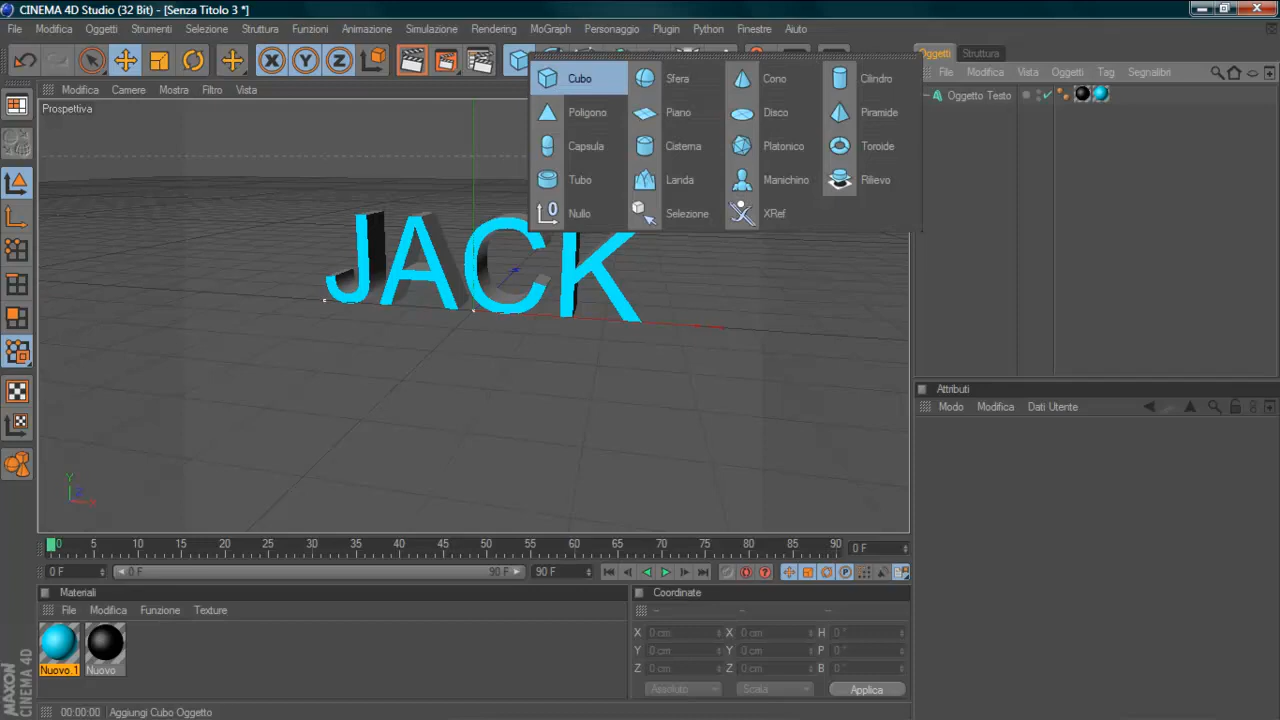 CINEMA 4D Studio (32 Bit) - [Senza Titolo 3 *]
File Modifica Oggetti Strumenti Selezione Struttura Funzioni Animazione Simulazione Rendering MoGraph Personaggio Plugin Python Finestre Aiuto
X Y Z
Oggetti Struttura
File Modifica Vista Oggetti Tag Segnalibri
Oggetto Testo
Modifica Camere Mostra Filtro Vista
Prospettiva
Cubo Sfera Cono Cilindro
Poligono Piano Disco Piramide
Capsula Cisterna Platonico Toroide
Tubo Landa Manichino Rilievo
0 Nullo Selezione XRef
JACK
Y
Z
X
Attributi
Modo Modifica Dati Utente
0 5 10 15 20 25 30 35 40 45 50 55 60 65 70 75 80 85 90 0 F
0 F 0 F 90 F 90 F
Materiali
File Modifica Funzione Texture
Nuovo.1 Nuovo
Coordinate
-- -- --
X 0 cm X 0 cm H 0 °
Y 0 cm Y 0 cm P 0 °
Z 0 cm Z 0 cm B 0 °
Assoluto Scala Applica
MAXON
CINEMA 4D
00:00:00 Aggiungi Cubo Oggetto